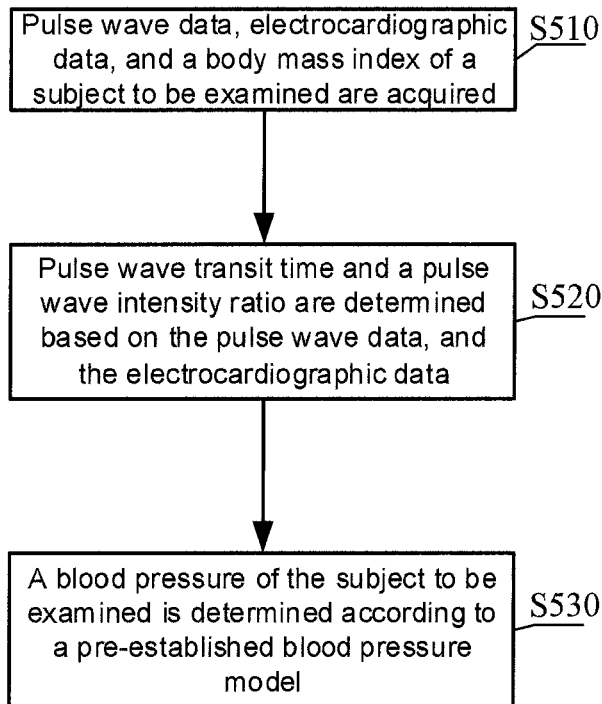 Pulse wave data, electrocardiographic
data, and a body mass index of a
subject to be examined are acquired
S510
Pulse wave transit time and a pulse
wave intensity ratio are determined
based on the pulse wave data, and
the electrocardiographic data
S520
A blood pressure of the subject to be
examined is determined according to
a pre-established blood pressure
model
S530